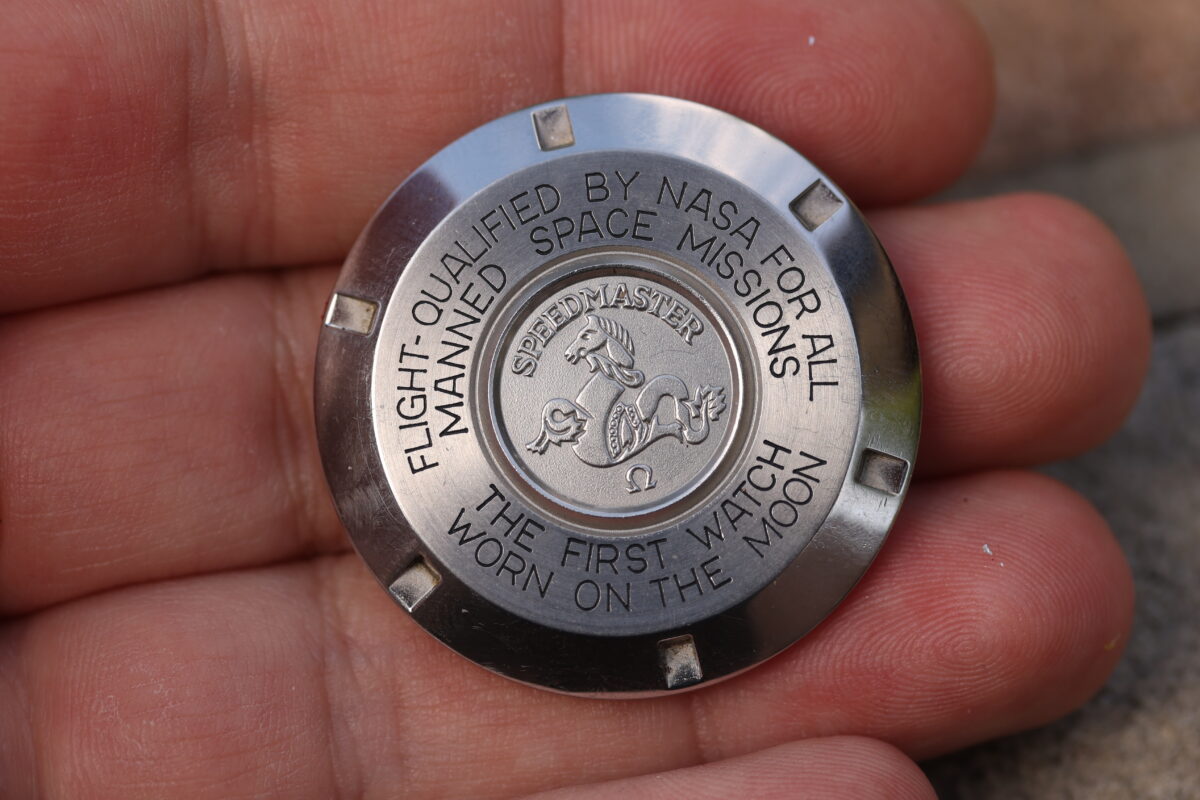 FLIGHT-QUALIFIED BY NASA FOR ALL
MANNED SPACE MISSIONS
SPEEDMASTER
Ω
THE FIRST WATCH
WORN ON THE MOON